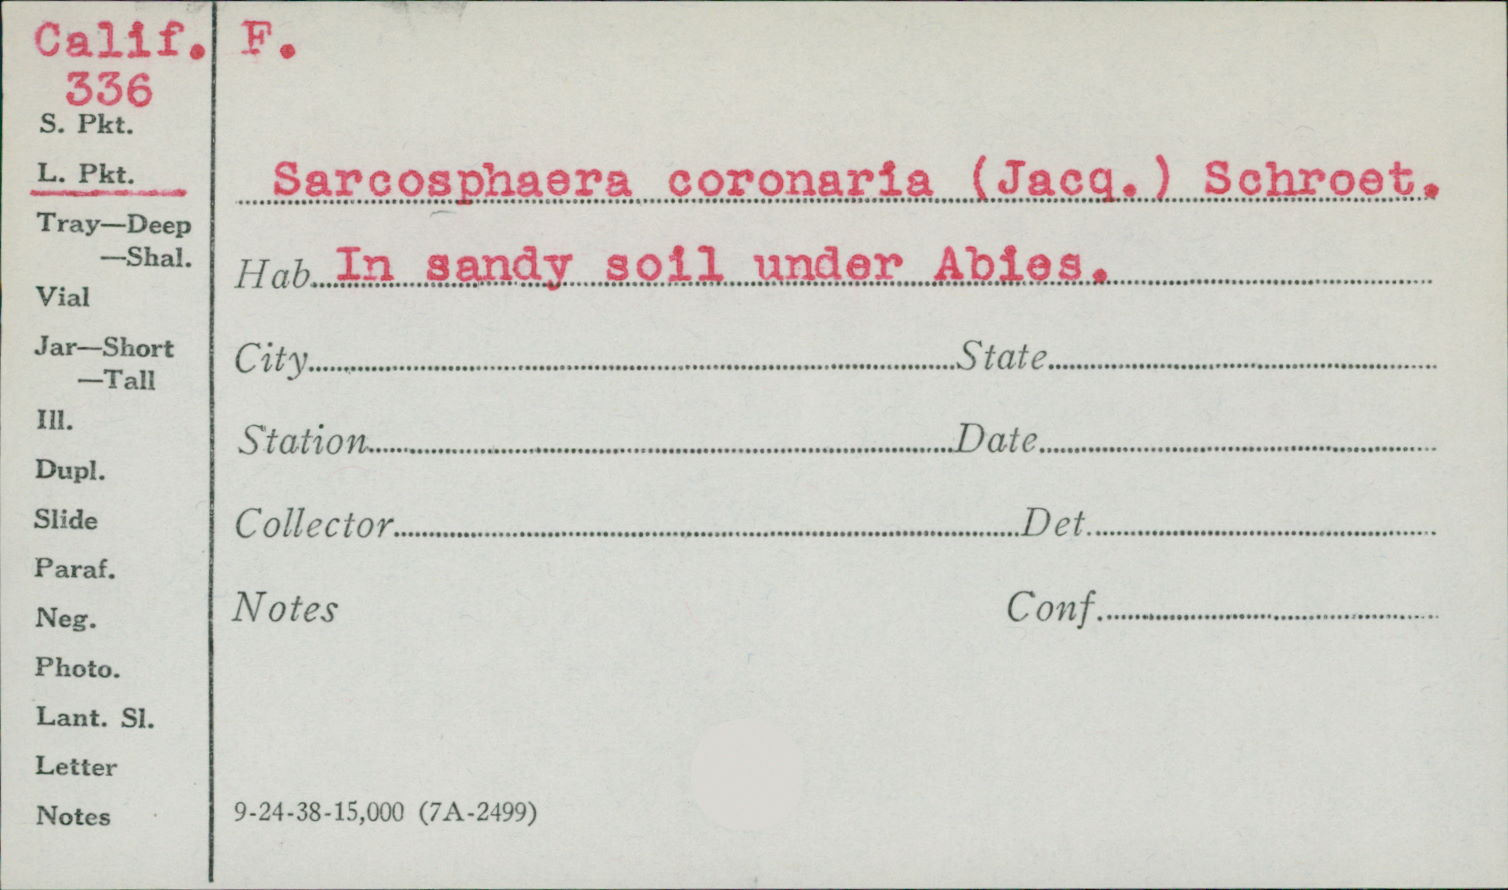 Calif.
336
F.
S. Pkt.
L. Pkt.
Tray—Deep
—Shal.
Vial
Jar—Short
—Tall
Ill.
Dupl.
Slide
Paraf.
Neg.
Photo.
Lant. Sl.
Letter
Notes
Sarcosphaera coronaria (Jacq.) Schroet.
Hab. In sandy soil under Abies.
City State
Station Date
Collector Det.
Notes Conf.
9-24-38-15,000 (7A-2499)